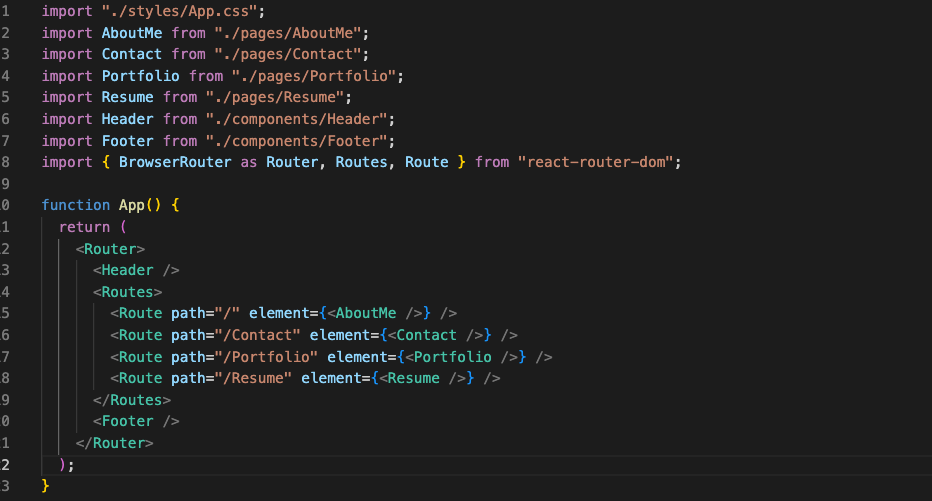 1 import "./styles/App.css";
2 import AboutMe from "./pages/AboutMe";
3 import Contact from "./pages/Contact";
4 import Portfolio from "./pages/Portfolio";
5 import Resume from "./pages/Resume";
6 import Header from "./components/Header";
7 import Footer from "./components/Footer";
8 import { BrowserRouter as Router, Routes, Route } from "react-router-dom";
9
0 function App() {
1   return (
2     <Router>
3       <Header />
4       <Routes>
5         <Route path="/" element={<AboutMe />} />
6         <Route path="/Contact" element={<Contact />} />
7         <Route path="/Portfolio" element={<Portfolio />} />
8         <Route path="/Resume" element={<Resume />} />
9       </Routes>
0       <Footer />
1     </Router>
2   );
3 }